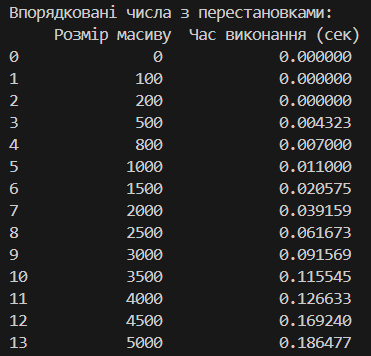 Впорядковані числа з перестановками:
Розмір масиву Час виконання (сек)
0 0 0.000000
1 100 0.000000
2 200 0.000000
3 500 0.004323
4 800 0.007000
5 1000 0.011000
6 1500 0.020575
7 2000 0.039159
8 2500 0.061673
9 3000 0.091569
10 3500 0.115545
11 4000 0.126633
12 4500 0.169240
13 5000 0.186477